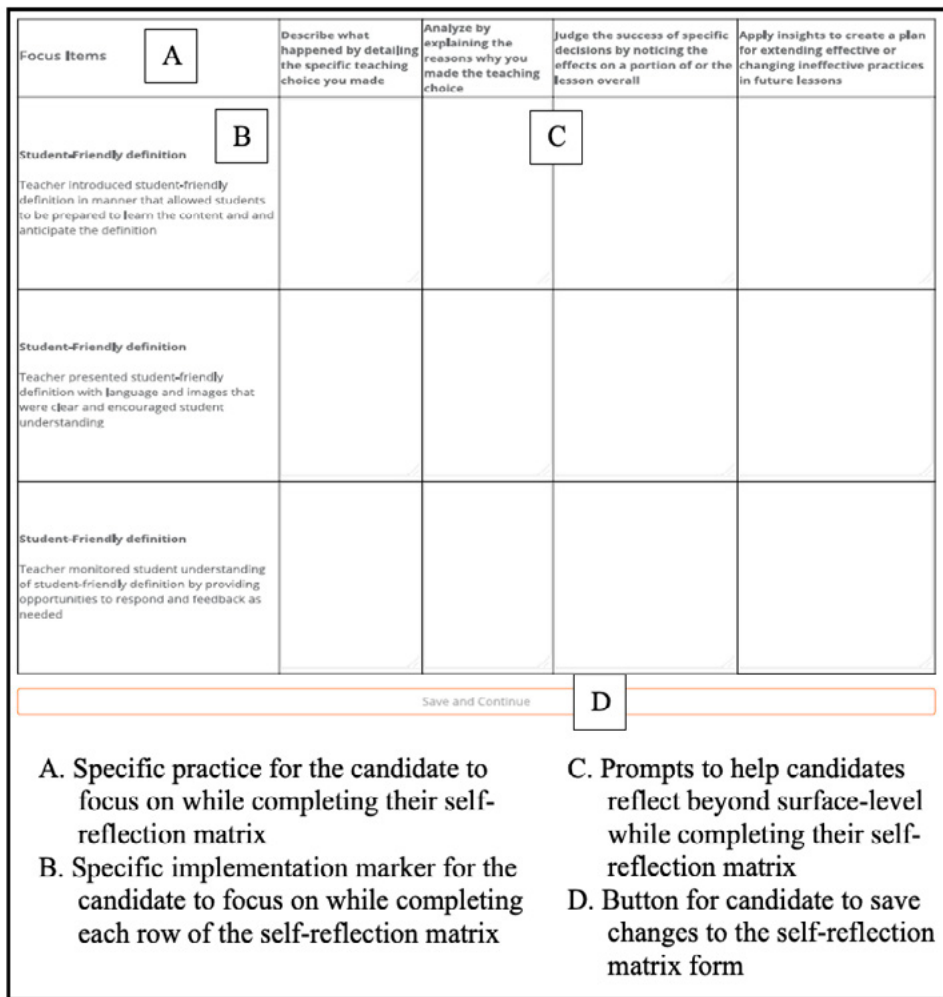 Focus Items
A
Describe what
happened by detailing
the specific teaching
choice you made
Analyze by
explaining the
reasons why you
made the teaching
choice
Judge the success of specific
decisions by noticing the
effects on a portion of or the
lesson overall
Apply insights to create a plan
for extending effective or
changing ineffective practices
in future lessons
B
C
Student-Friendly definition
Teacher introduced student-friendly
definition in manner that allowed students
to be prepared to learn the content and and
anticipate the definition
Student-Friendly definition
Teacher presented student-friendly
definition with language and images that
were clear and encouraged student
understanding
Student-Friendly definition
Teacher monitored student understanding
of student-friendly definition by providing
opportunities to respond and feedback as
needed
Save and Continue
D
A. Specific practice for the candidate to
focus on while completing their self-
reflection matrix
B. Specific implementation marker for the
candidate to focus on while completing
each row of the self-reflection matrix
C. Prompts to help candidates
reflect beyond surface-level
while completing their self-
reflection matrix
D. Button for candidate to save
changes to the self-reflection
matrix form